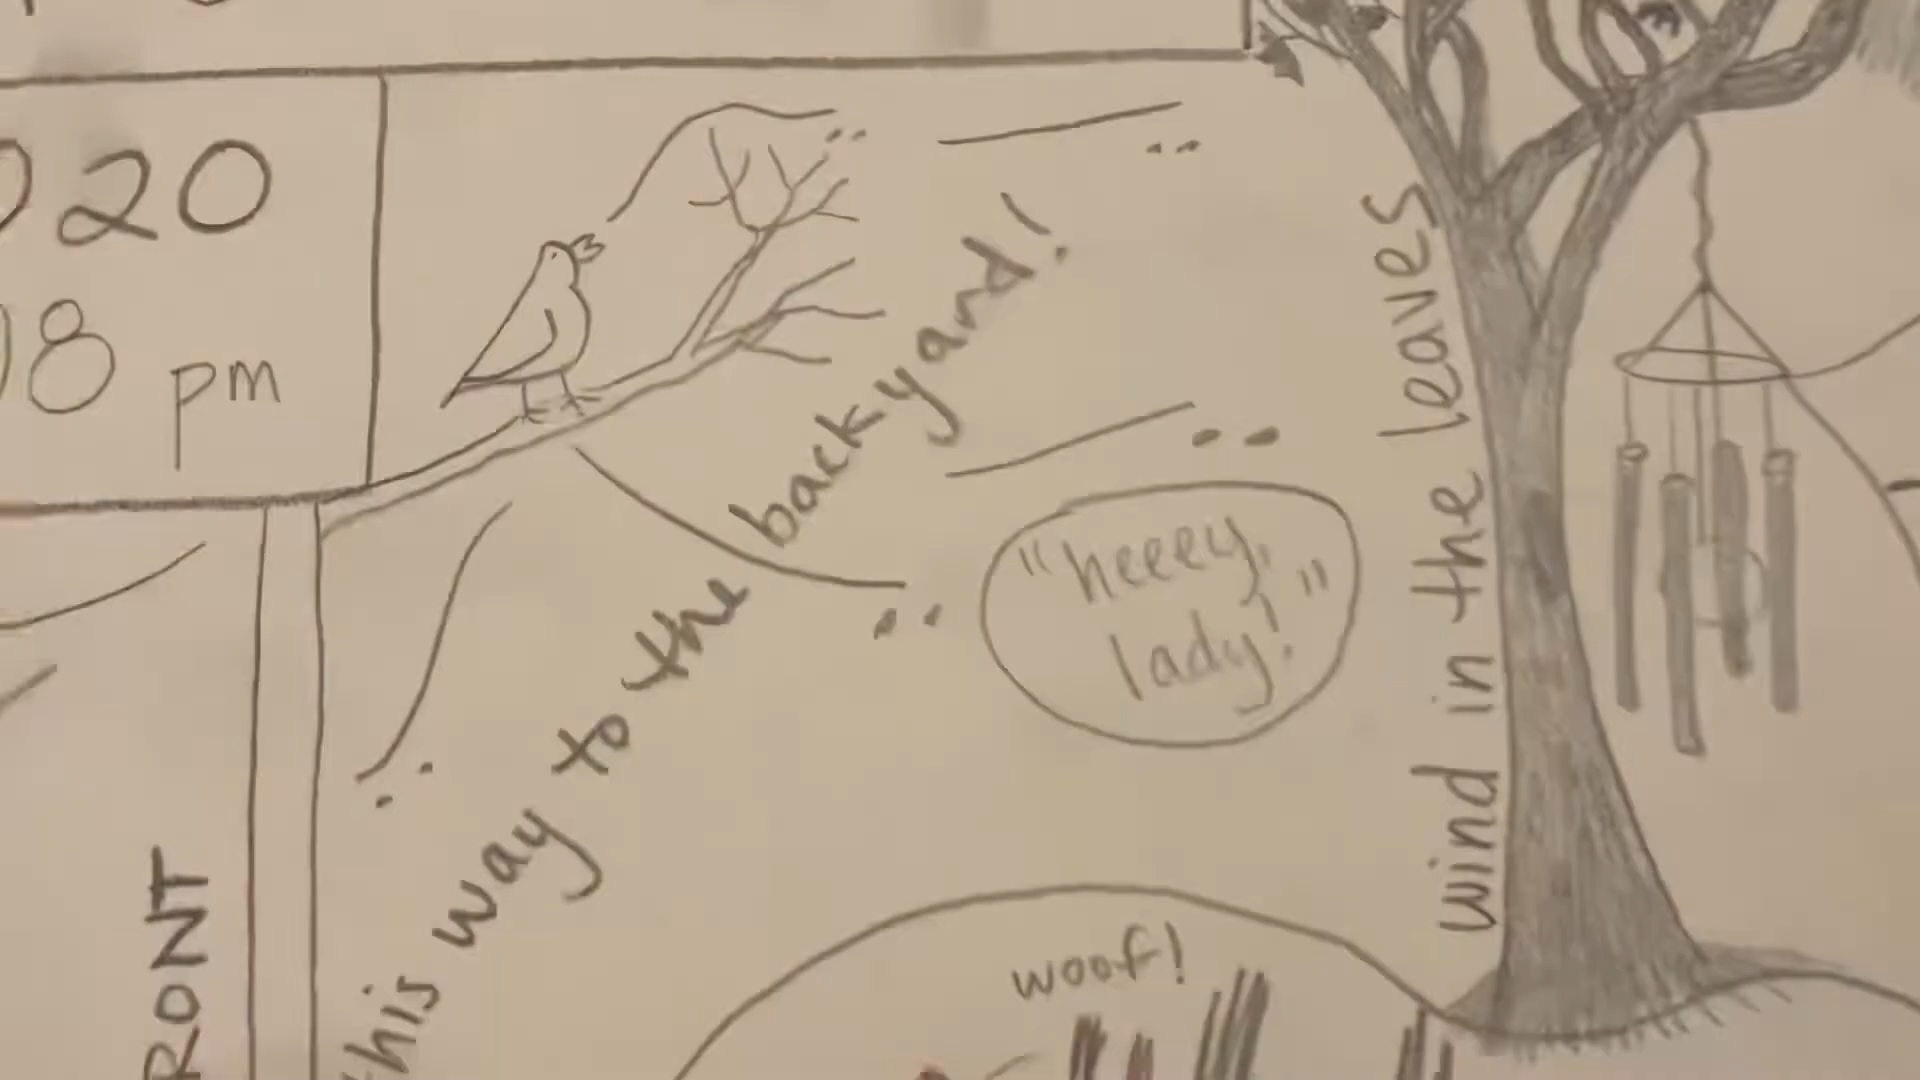 020
8 pm
this way to the backyard!
"heeey,
lady!"
wind in the leaves
woof!
RONT